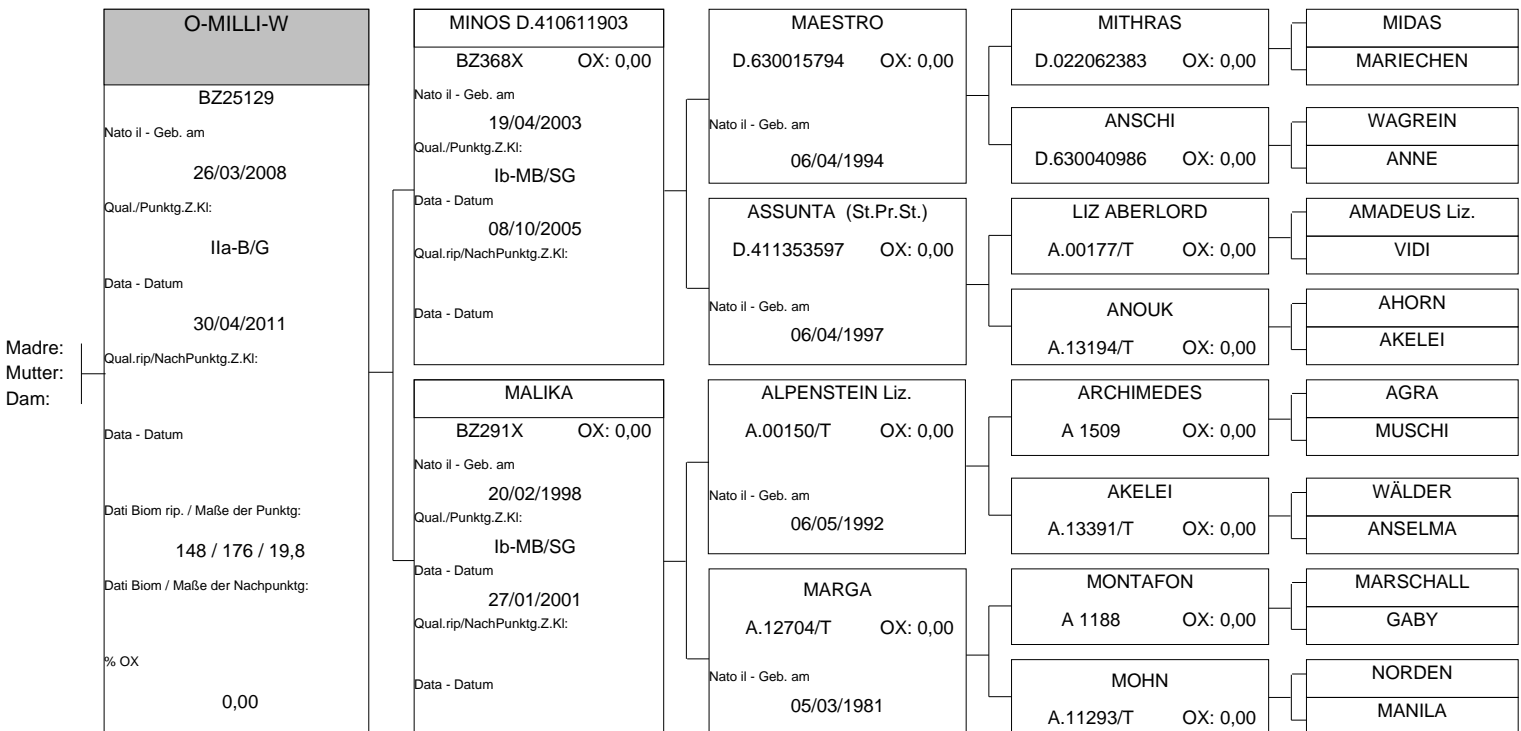 Madre:
Mutter:
Dam:
O-MILLI-W
BZ25129
Nato il - Geb. am
26/03/2008
Qual./Punktg.Z.Kl:
IIa-B/G
Data - Datum
30/04/2011
Qual.rip/NachPunktg.Z.Kl:
Data - Datum
Dati Biom rip. / Maße der Punktg:
148 / 176 / 19,8
Dati Biom / Maße der Nachpunktg:
% OX
0,00
MINOS D.410611903
BZ368X OX: 0,00
Nato il - Geb. am
19/04/2003
Qual./Punktg.Z.Kl:
Ib-MB/SG
Data - Datum
08/10/2005
Qual.rip/NachPunktg.Z.Kl:
Data - Datum
MALIKA
BZ291X OX: 0,00
Nato il - Geb. am
20/02/1998
Qual./Punktg.Z.Kl:
Ib-MB/SG
Data - Datum
27/01/2001
Qual.rip/NachPunktg.Z.Kl:
Data - Datum
MAESTRO
D.630015794 OX: 0,00
Nato il - Geb. am
06/04/1994
ASSUNTA (St.Pr.St.)
D.411353597 OX: 0,00
Nato il - Geb. am
06/04/1997
ALPENSTEIN Liz.
A.00150/T OX: 0,00
Nato il - Geb. am
06/05/1992
MARGA
A.12704/T OX: 0,00
Nato il - Geb. am
05/03/1981
MITHRAS
D.022062383 OX: 0,00
ANSCHI
D.630040986 OX: 0,00
LIZ ABERLORD
A.00177/T OX: 0,00
ANOUK
A.13194/T OX: 0,00
ARCHIMEDES
A 1509 OX: 0,00
AKELEI
A.13391/T OX: 0,00
MONTAFON
A 1188 OX: 0,00
MOHN
A.11293/T OX: 0,00
MIDAS
MARIECHEN
WAGREIN
ANNE
AMADEUS Liz.
VIDI
AHORN
AKELEI
AGRA
MUSCHI
WÄLDER
ANSELMA
MARSCHALL
GABY
NORDEN
MANILA